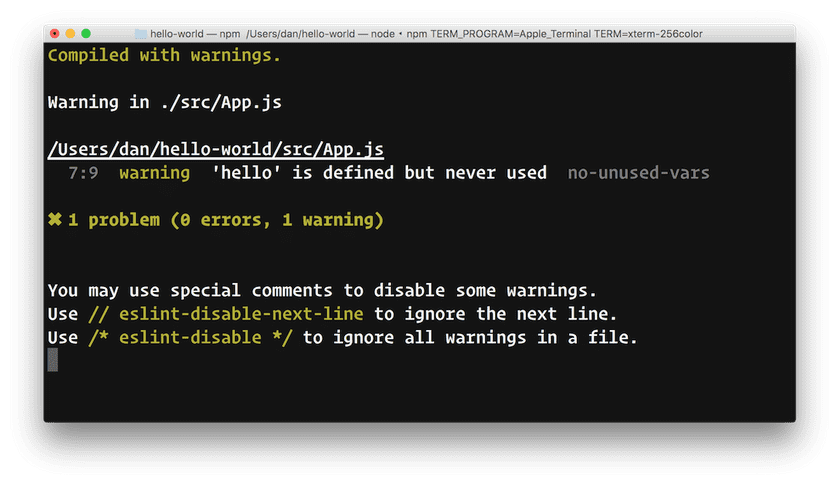 hello-world — npm  /Users/dan/hello-world — node • npm TERM_PROGRAM=Apple_Terminal TERM=xterm-256color
Compiled with warnings.
Warning in ./src/App.js
/Users/dan/hello-world/src/App.js
7:9  warning  'hello' is defined but never used  no-unused-vars
✖ 1 problem (0 errors, 1 warning)
You may use special comments to disable some warnings.
Use // eslint-disable-next-line to ignore the next line.
Use /* eslint-disable */ to ignore all warnings in a file.